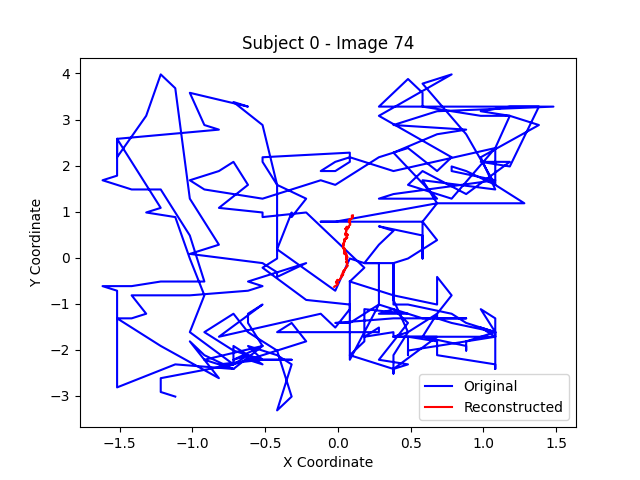 Subject 0 - Image 74
Y Coordinate
4
3
2
1
0
−1
−2
−3
−1.5 −1.0 −0.5 0.0 0.5 1.0 1.5
X Coordinate
Original
Reconstructed